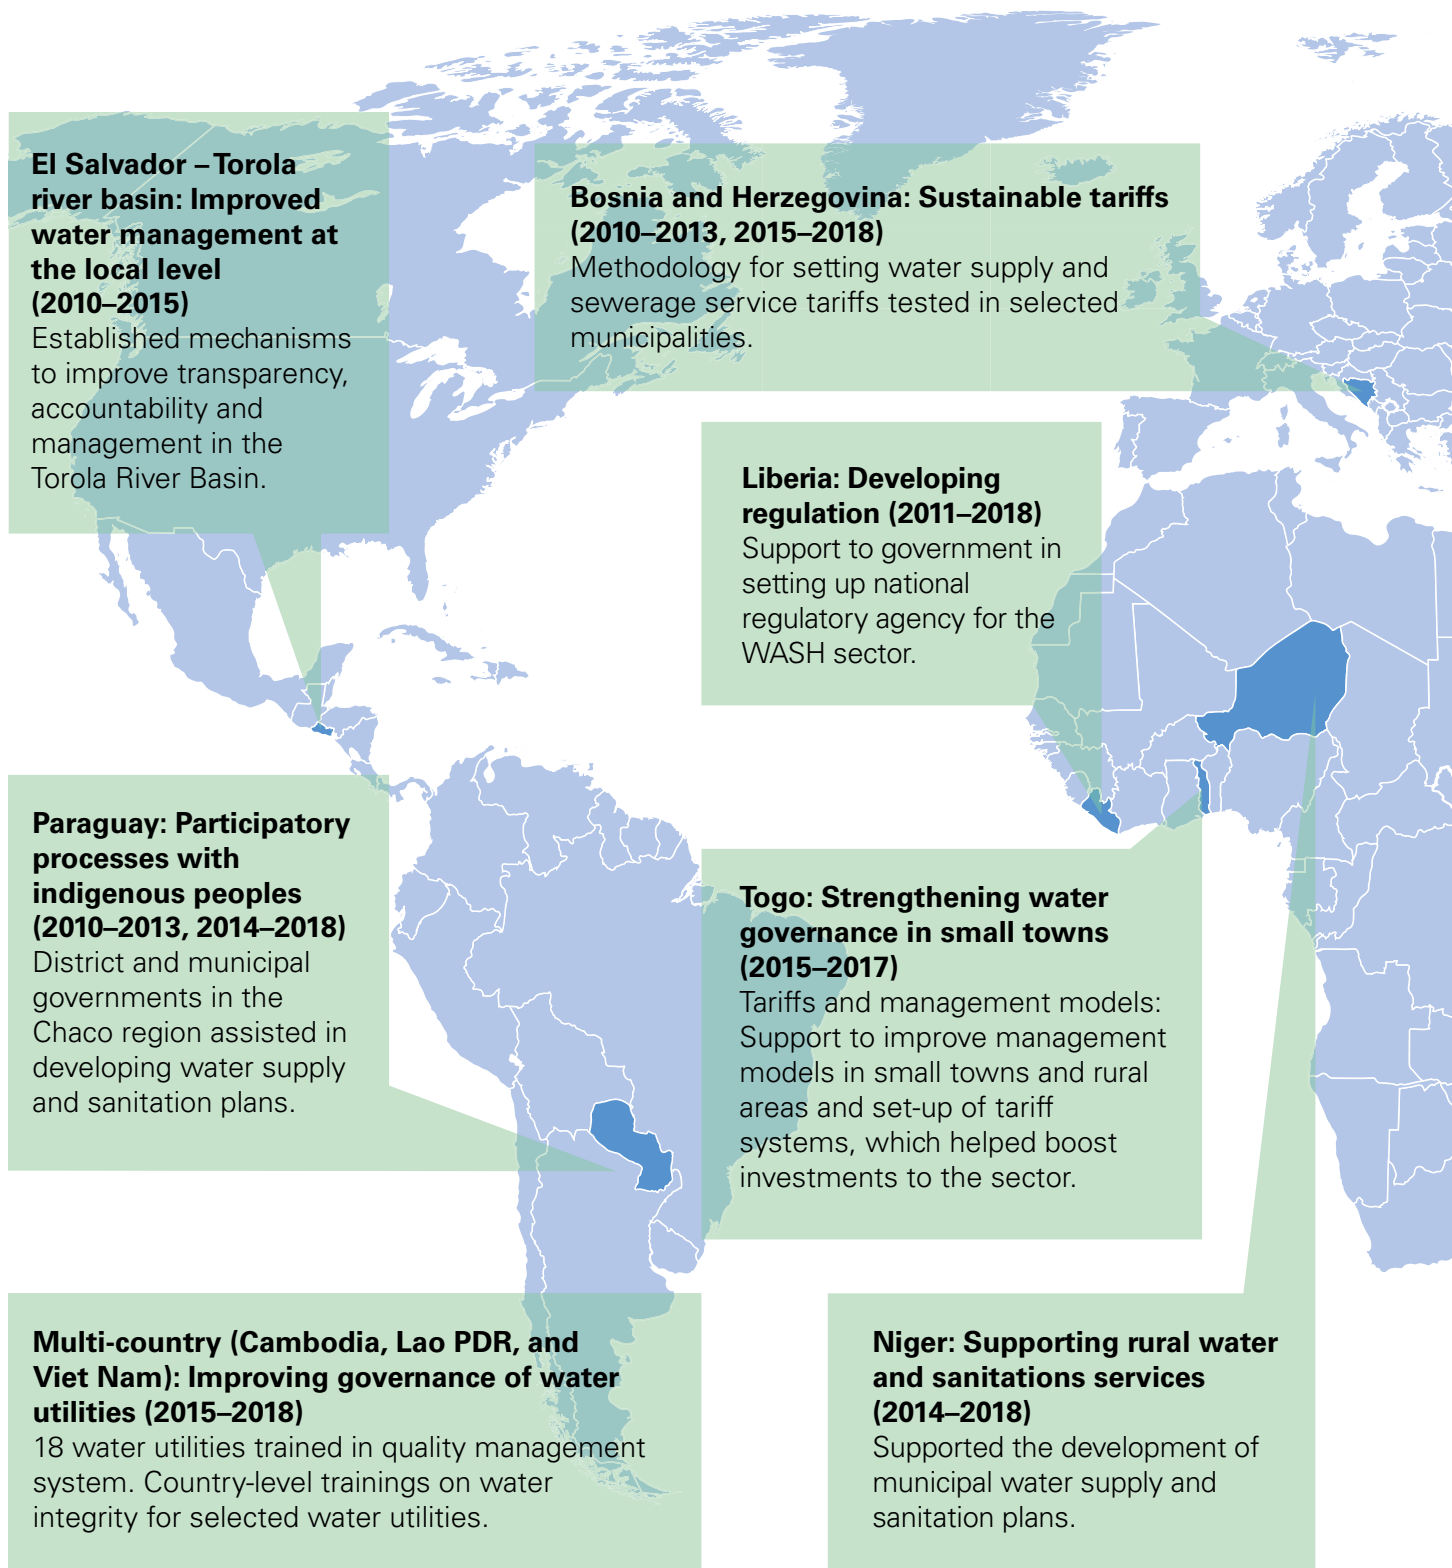 El Salvador – Torola
river basin: Improved
water management at
the local level
(2010–2015)
Established mechanisms
to improve transparency,
accountability and
management in the
Torola River Basin.
Bosnia and Herzegovina: Sustainable tariffs
(2010–2013, 2015–2018)
Methodology for setting water supply and
sewerage service tariffs tested in selected
municipalities.
Liberia: Developing
regulation (2011–2018)
Support to government in
setting up national
regulatory agency for the
WASH sector.
Paraguay: Participatory
processes with
indigenous peoples
(2010–2013, 2014–2018)
District and municipal
governments in the
Chaco region assisted in
developing water supply
and sanitation plans.
Togo: Strengthening water
governance in small towns
(2015–2017)
Tariffs and management models:
Support to improve management
models in small towns and rural
areas and set-up of tariff
systems, which helped boost
investments to the sector.
Multi-country (Cambodia, Lao PDR, and
Viet Nam): Improving governance of water
utilities (2015–2018)
18 water utilities trained in quality management
system. Country-level trainings on water
integrity for selected water utilities.
Niger: Supporting rural water
and sanitations services
(2014–2018)
Supported the development of
municipal water supply and
sanitation plans.